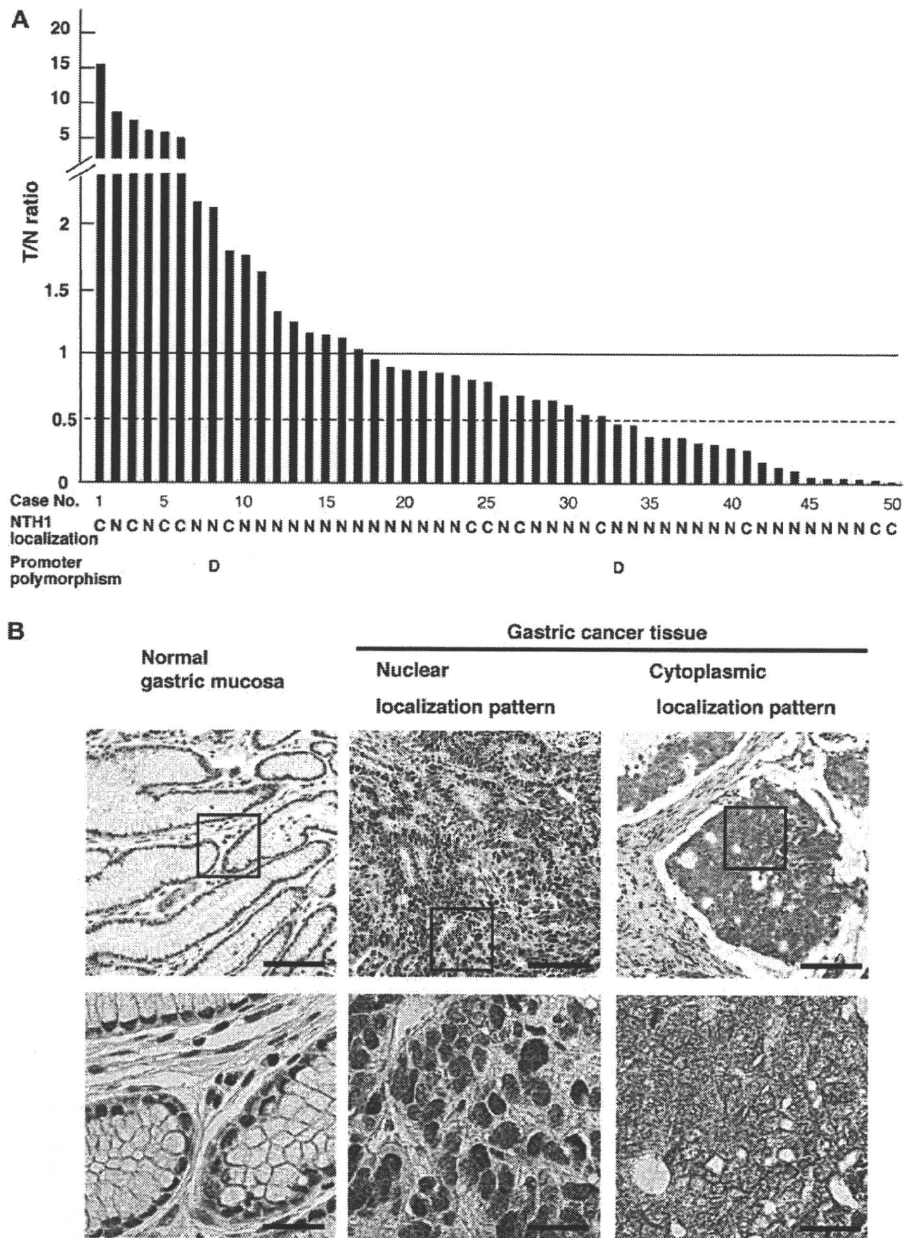 A
20
15
10
5
2
1.5
1
0.5
0
T/N ratio
Case No. 1 5 10 15 20 25 30 35 40 45 50
NTH1
localization
C N C N C C N N C N N N N N N N N N N N N N N C C N C N N N N C N N N N N N N N C N N N N N N N C C
Promoter
polymorphism
D D
B
Gastric cancer tissue
Normal
gastric mucosa
Nuclear
localization pattern
Cytoplasmic
localization pattern